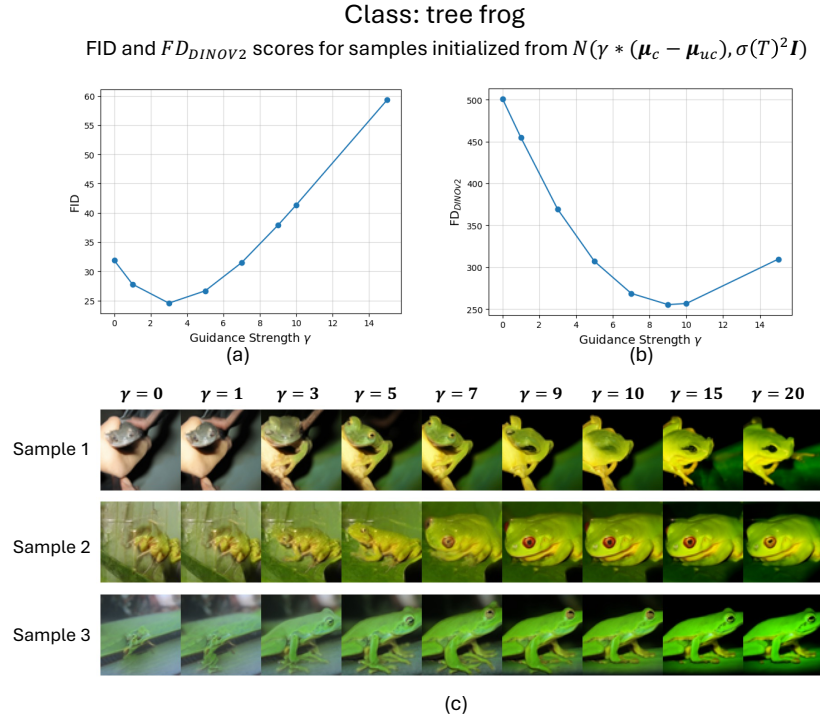 Class: tree frog
FID and FD_DINOV2 scores for samples initialized from N(γ * (μ_c − μ_uc), σ(T)²I)
60
55
50
45
40
35
30
25
FID
0 2 4 6 8 10 12 14
Guidance Strength γ
(a)
500
450
400
350
300
250
FD_DINOv2
0 2 4 6 8 10 12 14
Guidance Strength γ
(b)
γ = 0 γ = 1 γ = 3 γ = 5 γ = 7 γ = 9 γ = 10 γ = 15 γ = 20
Sample 1
Sample 2
Sample 3
(c)